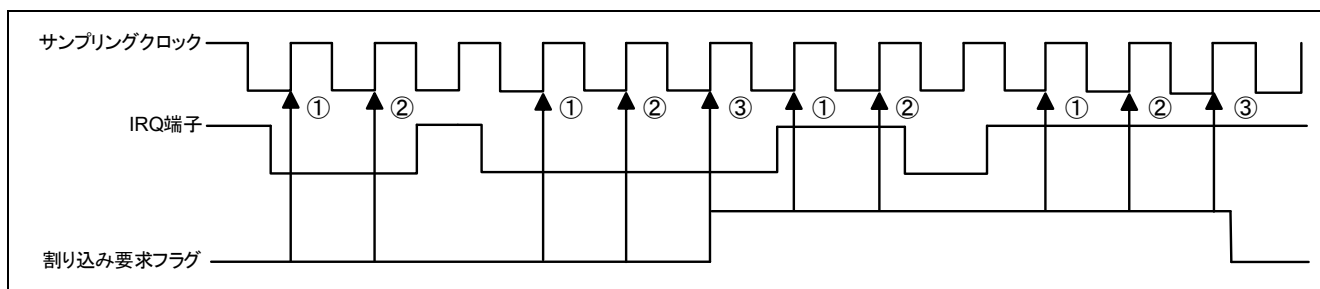 サンプリングクロック
① ② ① ② ③ ① ② ① ② ③
IRQ端子
割り込み要求フラグ